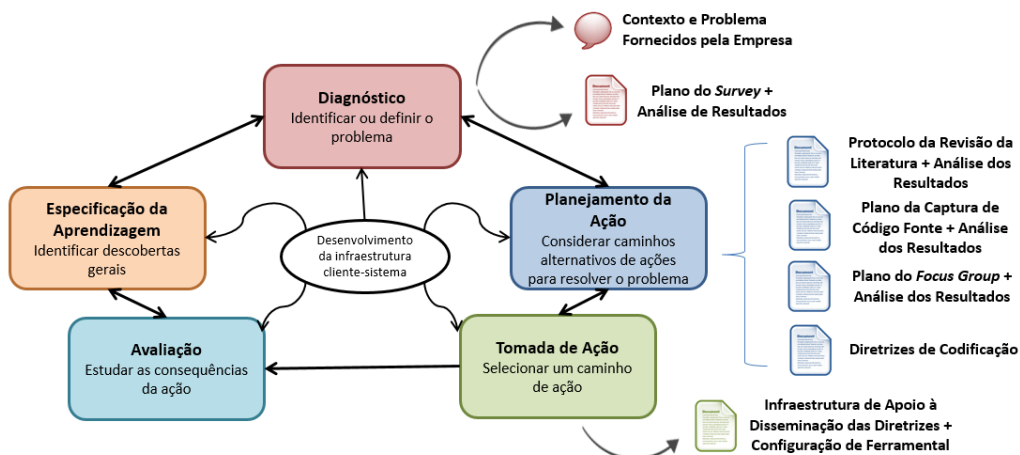 Contexto e Problema
Fornecidos pela Empresa
Diagnóstico
Identificar ou definir o
problema
Plano do Survey +
Análise de Resultados
Protocolo da Revisão da
Literatura + Análise dos
Resultados
Especificação da
Aprendizagem
Identificar descobertas
gerais
Desenvolvimento
da infraestrutura
cliente-sistema
Planejamento da
Ação
Considerar caminhos
alternativos de ações
para resolver o problema
Plano da Captura de
Código Fonte + Análise
dos Resultados
Plano do Focus Group +
Análise dos Resultados
Avaliação
Estudar as consequências
da ação
Tomada de Ação
Selecionar um caminho
de ação
Diretrizes de Codificação
Infraestrutura de Apoio à
Disseminação das Diretrizes +
Configuração de Ferramental